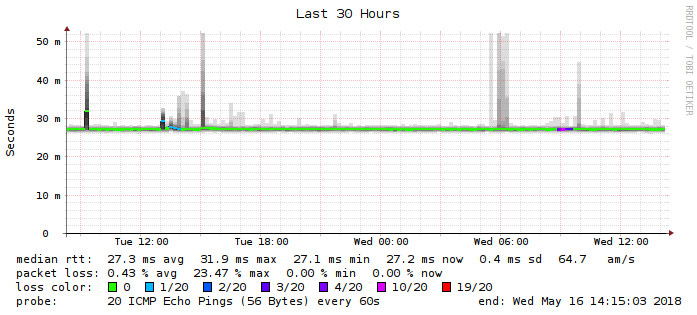 Last 30 Hours
RRDTOOL / TOBI OETIKER
Seconds
50 m
40 m
30 m
20 m
10 m
0
Tue 12:00 Tue 18:00 Wed 00:00 Wed 06:00 Wed 12:00
median rtt: 27.3 ms avg 31.9 ms max 27.1 ms min 27.2 ms now 0.4 ms sd 64.7 am/s
packet loss: 0.43 % avg 23.47 % max 0.00 % min 0.00 % now
loss color: 0 1/20 2/20 3/20 4/20 10/20 19/20
probe: 20 ICMP Echo Pings (56 Bytes) every 60s end: Wed May 16 14:15:03 2018